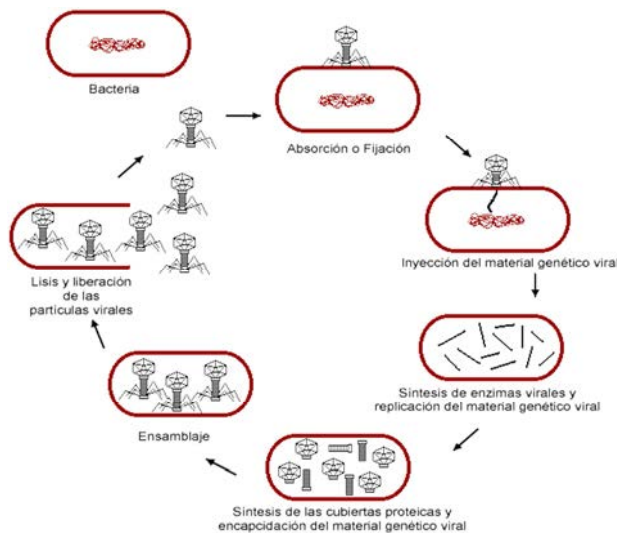 Bacteria
Absorción o Fijación
Inyección del material genético viral
Síntesis de enzimas virales y
replicación del material genético viral
Síntesis de las cubiertas proteicas y
encapcidación del material genético viral
Ensamblaje
Lisis y liberación
de las
partículas virales